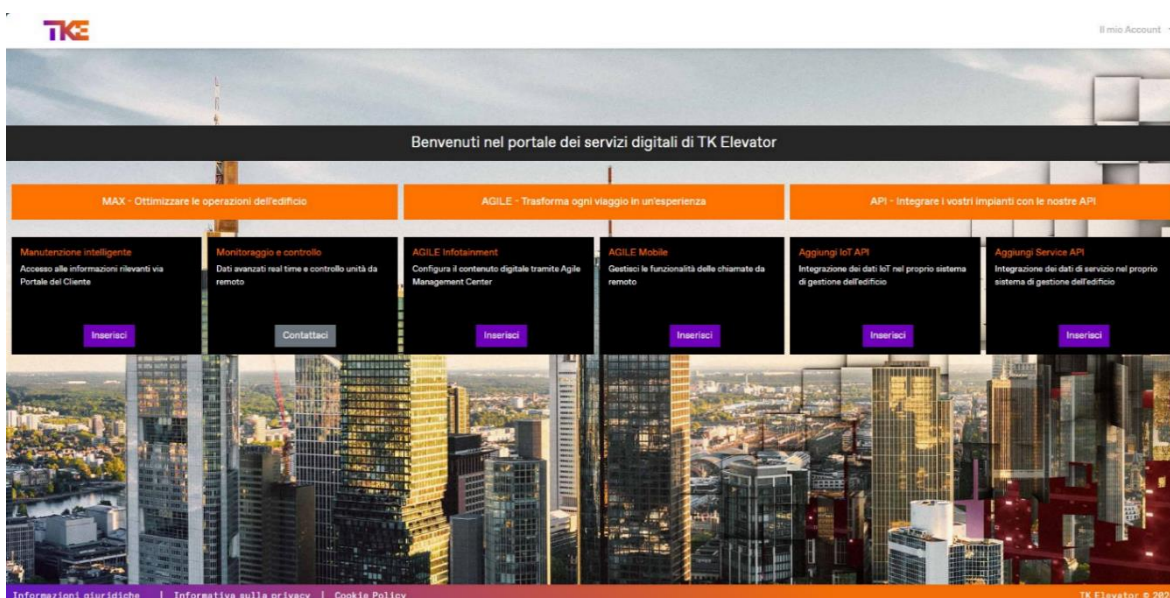 TKE
Il mio Account
Benvenuti nel portale dei servizi digitali di TK Elevator
MAX - Ottimizzare le operazioni dell'edificio
AGILE - Trasforma ogni viaggio in un'esperienza
API - Integrare i vostri impianti con le nostre API
Manutenzione intelligente
Accesso alle informazioni rilevanti via
Portale del Cliente
Inserisci
Monitoraggio e controllo
Dati avanzati real time e controllo unità da
remoto
Contattaci
AGILE Infotainment
Configura il contenuto digitale tramite Agile
Management Center
Inserisci
AGILE Mobile
Gestisci le funzionalità delle chiamate da
remoto
Inserisci
Aggiungi IoT API
Integrazione dei dati IoT nel proprio sistema
di gestione dell'edificio
Inserisci
Aggiungi Service API
Integrazione dei dati di servizio nel proprio
sistema di gestione dell'edificio
Inserisci
Informazioni giuridiche | Informativa sulla privacy | Cookie Policy
TK Elevator ©